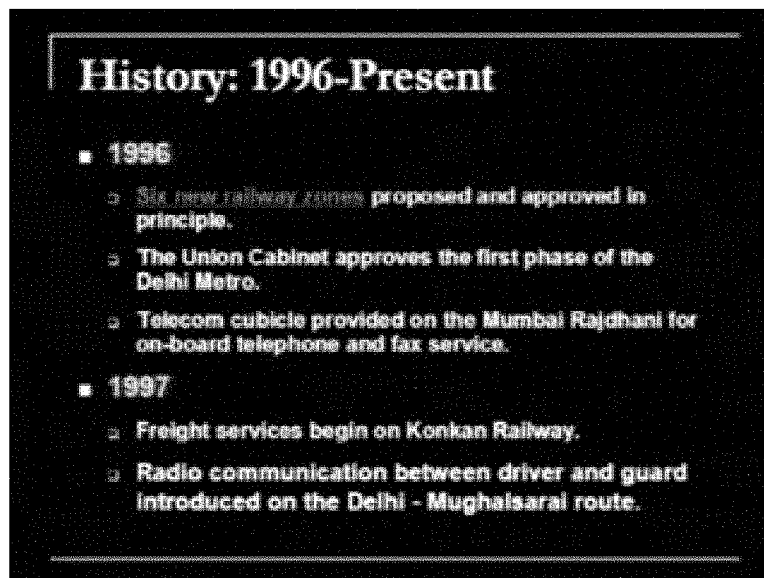 History: 1996-Present
1996
Six new railway zones proposed and approved in
principle.
The Union Cabinet approves the first phase of the
Delhi Metro.
Telecom cubicle provided on the Mumbai Rajdhani for
on-board telephone and fax service.
1997
Freight services begin on Konkan Railway.
Radio communication between driver and guard
introduced on the Delhi - Mughalsarai route.